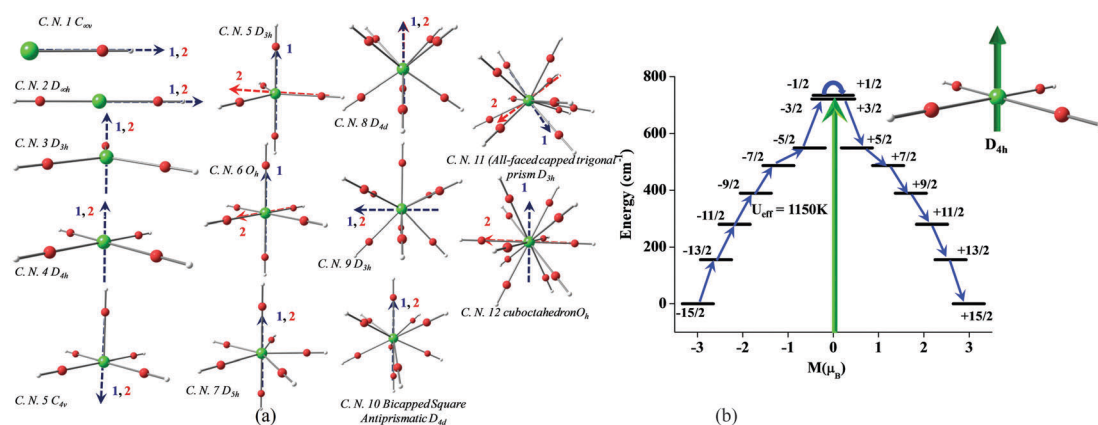 C. N. 1 C∞v
1, 2
C. N. 2 D∞h
1, 2
C. N. 3 D3h
1, 2
C. N. 4 D4h
1, 2
C. N. 5 C4v
1, 2
C. N. 5 D3h
1
2
C. N. 6 Oh
1
2
C. N. 7 D5h
1, 2
C. N. 8 D4d
1, 2
C. N. 9 D3h
1, 2
C. N. 10 Bicapped Square
Antiprismatic D4d
1, 2
C. N. 11 (All-faced capped trigonal
prism D3h
2
1
C. N. 12 cuboctahedronOh
1
2
(a)
Energy (cm-1)
800
600
400
200
0
-1/2 +1/2
-3/2 +3/2
-5/2 +5/2
-7/2 +7/2
-9/2 +9/2
Ueff = 1150K
-11/2 +11/2
-13/2 +13/2
-15/2 +15/2
-3 -2 -1 0 1 2 3
M(μB)
D4h
(b)